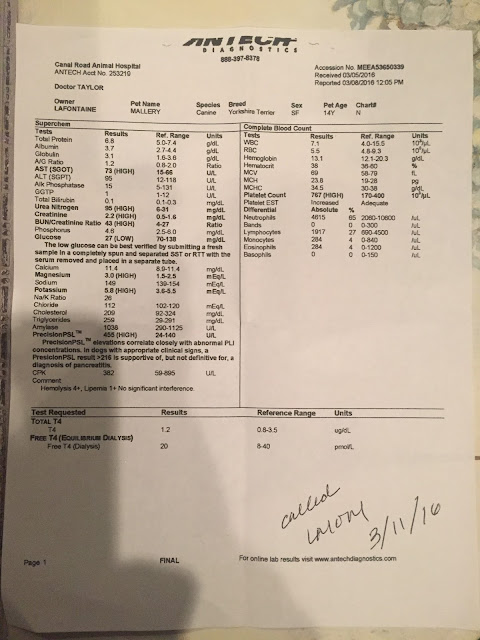 ANTECH
DIAGNOSTICS
888-397-8378
Canal Road Animal Hospital
ANTECH Acct No. 253219
Accession No. MEEA53650339
Received 03/05/2016
Reported 03/08/2016 12:05 PM
Doctor TAYLOR
Owner Pet Name Species Breed Sex Pet Age Chart#
LAFONTAINE MALLERY Canine Yorkshire Terrier SF 14Y N
Superchem
Tests Results Ref. Range Units
Total Protein 6.8 5.0-7.4 g/dL
Albumin 3.7 2.7-4.4 g/dL
Globulin 3.1 1.6-3.6 g/dL
A/G Ratio 1.2 0.8-2.0 Ratio
AST (SGOT) 73 (HIGH) 15-66 U/L
ALT (SGPT) 95 12-118 U/L
Alk Phosphatase 15 5-131 U/L
GGTP 1 1-12 U/L
Total Bilirubin 0.1 0.1-0.3 mg/dL
Urea Nitrogen 95 (HIGH) 6-31 mg/dL
Creatinine 2.2 (HIGH) 0.5-1.6 mg/dL
BUN/Creatinine Ratio 43 (HIGH) 4-27 Ratio
Phosphorus 4.6 2.5-6.0 mg/dL
Glucose 27 (LOW) 70-138 mg/dL
The low glucose can be best verified by submitting a fresh
sample in a completely spun and separated SST or RTT with the
serum removed and placed in a separate tube.
Calcium 11.4 8.9-11.4 mg/dL
Magnesium 3.0 (HIGH) 1.5-2.5 mEq/L
Sodium 149 139-154 mEq/L
Potassium 5.8 (HIGH) 3.6-5.5 mEq/L
Na/K Ratio 26
Chloride 112 102-120 mEq/L
Cholesterol 209 92-324 mg/dL
Triglycerides 259 29-291 mg/dL
Amylase 1038 290-1125 U/L
PrecisionPSL™ 455 (HIGH) 24-140 U/L
PrecisionPSL™ elevations correlate closely with abnormal PLI
concentrations. In dogs with appropriate clinical signs, a
PrecisionPSL result >216 is supportive of, but not definitive for, a
diagnosis of pancreatitis.
CPK 382 59-895 U/L
Comment
Hemolysis 4+, Lipemia 1+ No significant interference.
Complete Blood Count
Tests Results Ref. Range Units
WBC 7.1 4.0-15.5 10³/µL
RBC 5.5 4.8-9.3 10⁶/µL
Hemoglobin 13.1 12.1-20.3 g/dL
Hematocrit 38 36-60 %
MCV 69 58-79 fL
MCH 23.8 19-28 pg
MCHC 34.5 30-38 g/dL
Platelet Count 767 (HIGH) 170-400 10³/µL
Platelet EST Increased Adequate
Differential Absolute %
Neutrophils 4615 65 2060-10600 /uL
Bands 0 0 0-300 /uL
Lymphocytes 1917 27 690-4500 /uL
Monocytes 284 4 0-840 /uL
Eosinophils 284 4 0-1200 /uL
Basophils 0 0 0-150 /uL
Test Requested Results Reference Range Units
TOTAL T4
T4 1.2 0.8-3.5 ug/dL
FREE T4 (EQUILIBRIUM DIALYSIS)
Free T4 (Dialysis) 20 8-40 pmol/L
called
3/11/16
Page 1 FINAL For online lab results visit www.antechdiagnostics.com